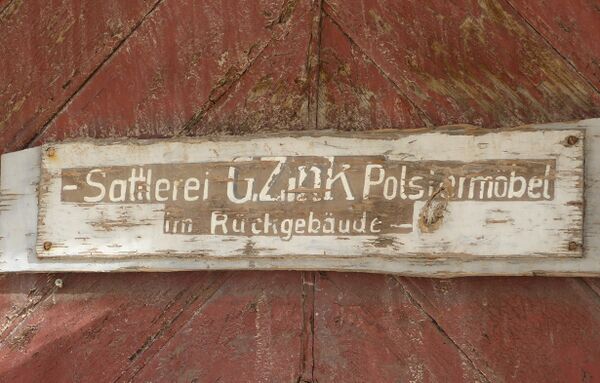 - Sattlerei G. Zink Polstermöbel
im Rückgebäude -